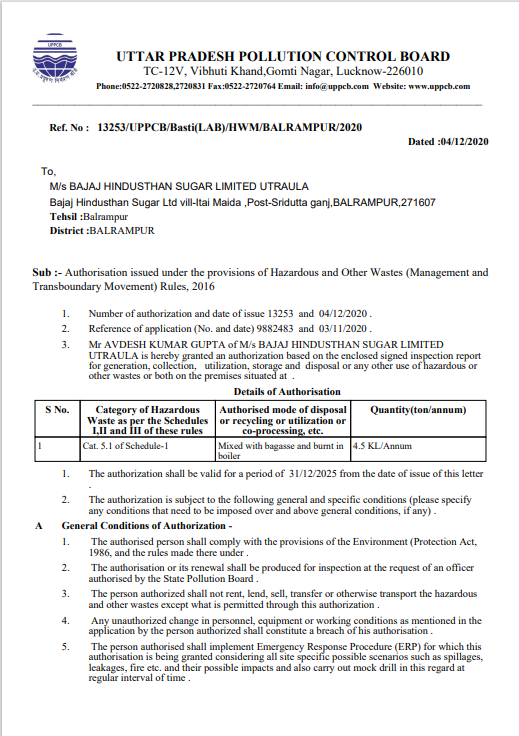 UPPCB
UTTAR PRADESH POLLUTION CONTROL BOARD
TC-12V, Vibhuti Khand,Gomti Nagar, Lucknow-226010
Phone:0522-2720828,2720831 Fax:0522-2720764 Email: info@uppcb.com Website: www.uppcb.com
Ref. No : 13253/UPPCB/Basti(LAB)/HWM/BALRAMPUR/2020
Dated :04/12/2020
To,
M/s BAJAJ HINDUSTHAN SUGAR LIMITED UTRAULA
Bajaj Hindusthan Sugar Ltd vill-Itai Maida ,Post-Sridutta ganj,BALRAMPUR,271607
Tehsil :Balrampur
District :BALRAMPUR
Sub :- Authorisation issued under the provisions of Hazardous and Other Wastes (Management and
Transboundary Movement) Rules, 2016
1. Number of authorization and date of issue 13253 and 04/12/2020 .
2. Reference of application (No. and date) 9882483 and 03/11/2020 .
3. Mr AVDESH KUMAR GUPTA of M/s BAJAJ HINDUSTHAN SUGAR LIMITED
UTRAULA is hereby granted an authorization based on the enclosed signed inspection report
for generation, collection, utilization, storage and disposal or any other use of hazardous or
other wastes or both on the premises situated at .
Details of Authorisation
S No. Category of Hazardous Authorised mode of disposal Quantity(ton/annum)
Waste as per the Schedules or recycling or utilization or
I,II and III of these rules co-processing, etc.
1 Cat. 5.1 of Schedule-1 Mixed with bagasse and burnt in 4.5 KL/Annum
boiler
1. The authorization shall be valid for a period of 31/12/2025 from the date of issue of this letter
.
2. The authorization is subject to the following general and specific conditions (please specify
any conditions that need to be imposed over and above general conditions, if any) .
A General Conditions of Authorization -
1. The authorised person shall comply with the provisions of the Environment (Protection Act,
1986, and the rules made there under .
2. The authorisation or its renewal shall be produced for inspection at the request of an officer
authorised by the State Pollution Board .
3. The person authorized shall not rent, lend, sell, transfer or otherwise transport the hazardous
and other wastes except what is permitted through this authorization .
4. Any unauthorized change in personnel, equipment or working conditions as mentioned in the
application by the person authorized shall constitute a breach of his authorisation .
5. The person authorised shall implement Emergency Response Procedure (ERP) for which this
authorisation is being granted considering all site specific possible scenarios such as spillages,
leakages, fire etc. and their possible impacts and also carry out mock drill in this regard at
regular interval of time .